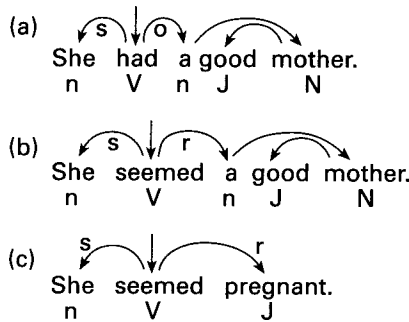 (a) s o
She had a good mother.
n V n J N
(b) s r
She seemed a good mother.
n V n J N
(c) s r
She seemed pregnant.
n V J